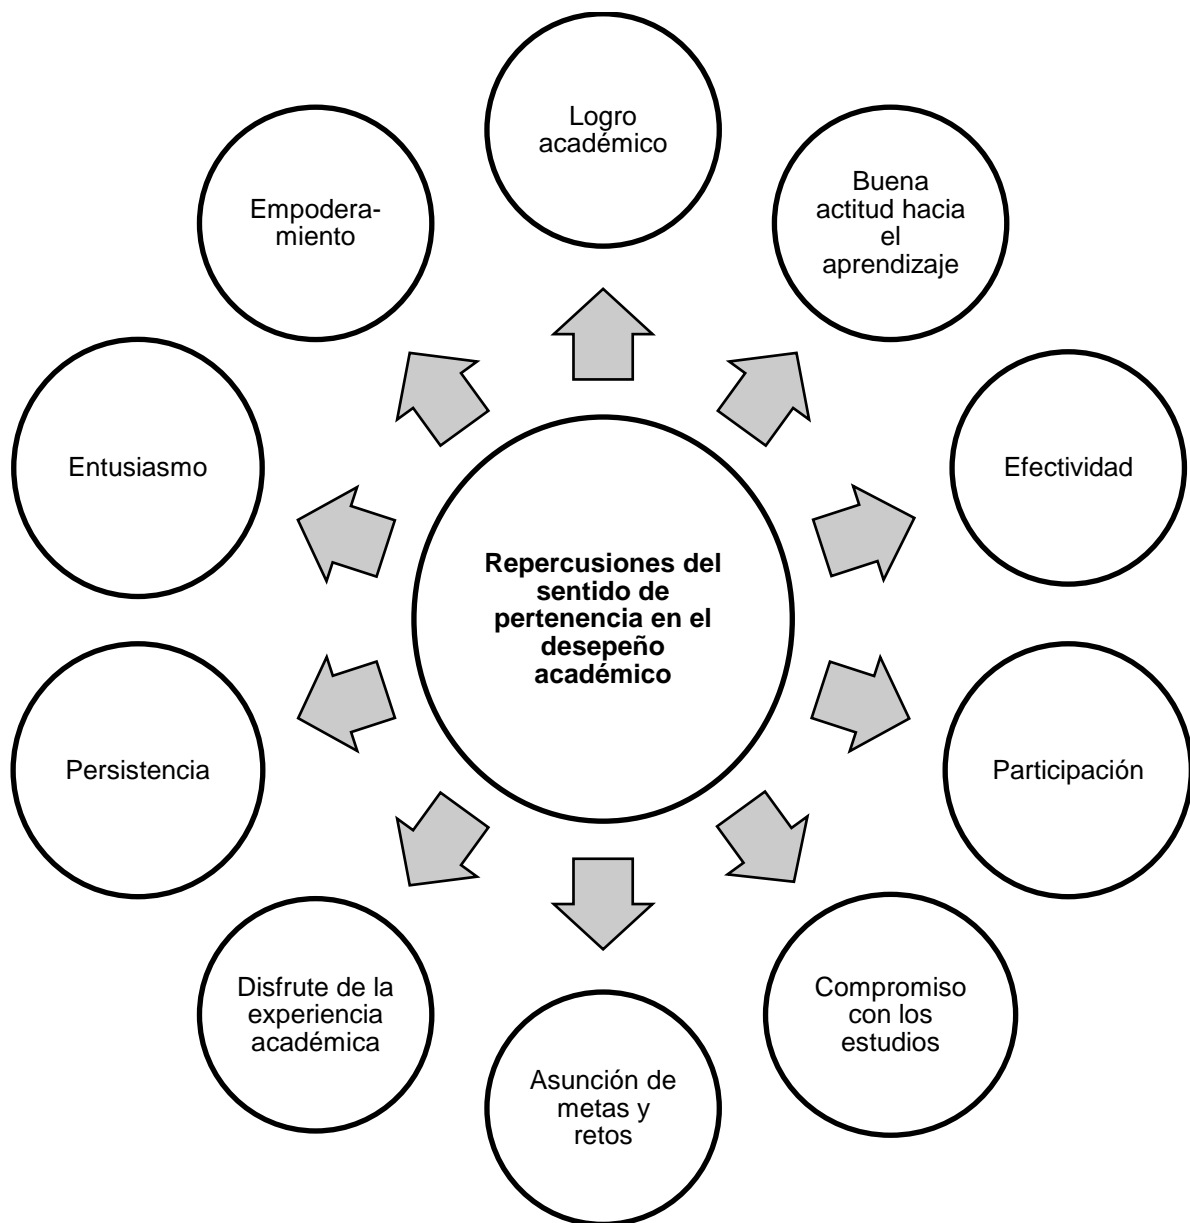 Logro
académico
Buena
actitud hacia
el
aprendizaje
Efectividad
Participación
Compromiso
con los
estudios
Asunción de
metas y
retos
Disfrute de la
experiencia
académica
Persistencia
Entusiasmo
Empodera-
miento
Repercusiones del
sentido de
pertenencia en el
desepeño
académico